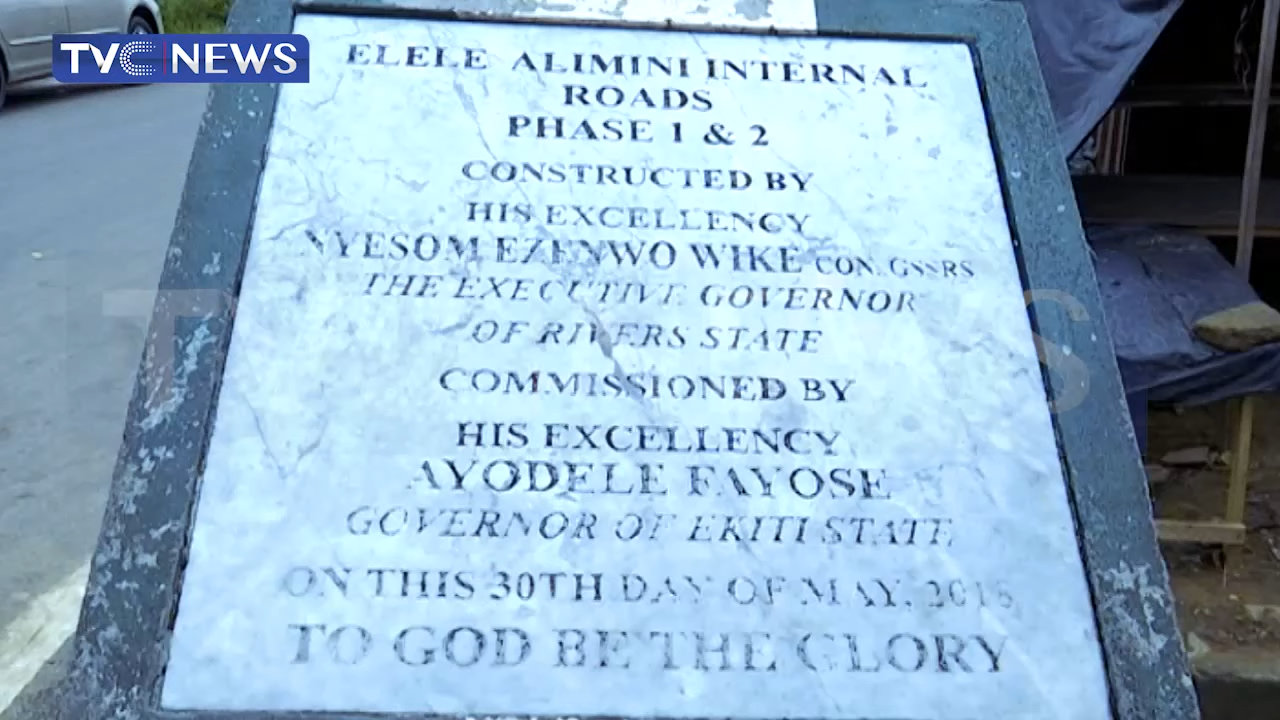 TVC NEWS
ELELE ALIMINI INTERNAL
ROADS
PHASE 1 & 2
CONSTRUCTED BY
HIS EXCELLENCY
NYESOM EZENWO WIKE CON. GSSRS
THE EXECUTIVE GOVERNOR
OF RIVERS STATE
COMMISSIONED BY
HIS EXCELLENCY
AYODELE FAYOSE
GOVERNOR OF EKITI STATE
ON THIS 30TH DAY OF MAY,
TO GOD BE THE GLORY